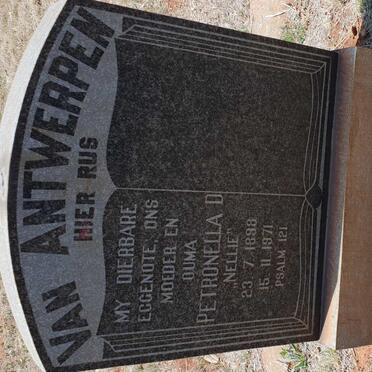 VAN ANTWERPEN
HIER RUS
MY DIERBARE
EGGENOTE, ONS
MOEDER EN
OUMA
PETRONELLA D
"NELLIE"
23 . 7 . 1898
15 . 11 . 1971
PSALM 121